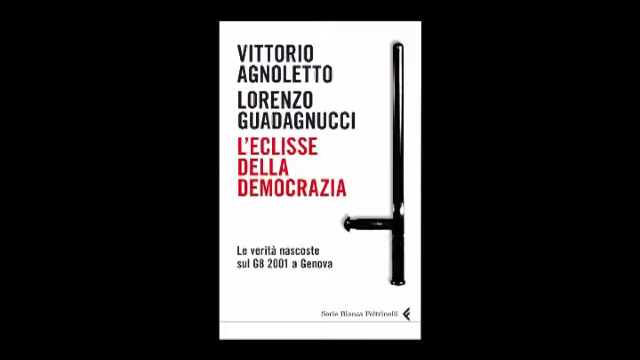 VITTORIO
AGNOLETTO
LORENZO
GUADAGNUCCI
L'ECLISSE
DELLA
DEMOCRAZIA
Le verità nascoste
sul G8 2001 a Genova
Serie Bianca Feltrinelli